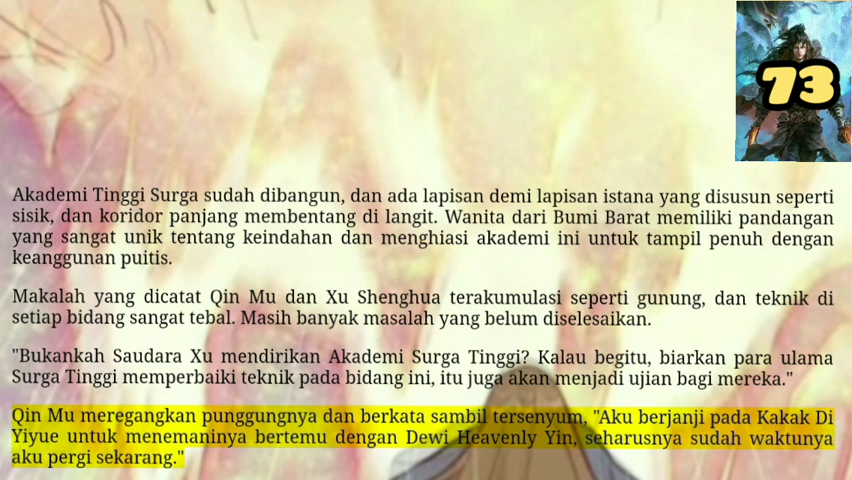 73
Akademi Tinggi Surga sudah dibangun, dan ada lapisan demi lapisan istana yang disusun seperti
sisik, dan koridor panjang membentang di langit. Wanita dari Bumi Barat memiliki pandangan
yang sangat unik tentang keindahan dan menghiasi akademi ini untuk tampil penuh dengan
keanggunan puitis.
Makalah yang dicatat Qin Mu dan Xu Shenghua terakumulasi seperti gunung, dan teknik di
setiap bidang sangat tebal. Masih banyak masalah yang belum diselesaikan.
"Bukankah Saudara Xu mendirikan Akademi Surga Tinggi? Kalau begitu, biarkan para ulama
Surga Tinggi memperbaiki teknik pada bidang ini, itu juga akan menjadi ujian bagi mereka."
Qin Mu meregangkan punggungnya dan berkata sambil tersenyum, "Aku berjanji pada Kakak Di
Yiyue untuk menemaninya bertemu dengan Dewi Heavenly Yin, seharusnya sudah waktunya
aku pergi sekarang."